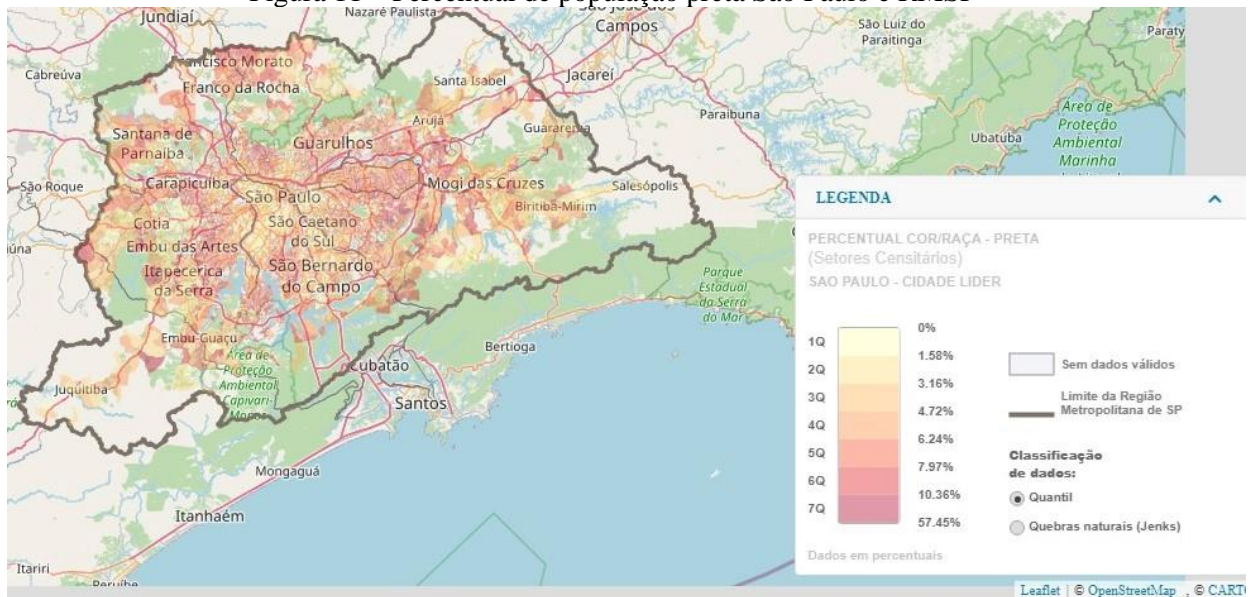 Jundiaí
Nazaré Paulista
Campos
São Luiz do
Paraitinga
Paraty
Cabreúva
Francisco Morato
Franco da Rocha
Santa Isabel
Jacareí
Paraibuna
Área de
Proteção
Ambiental
Marinha
Ubatuba
Santana de
Parnaíba
Guarulhos
Arujá
Guararema
São Roque
Carapicuíba
São Paulo
Mogi das Cruzes
Salesópolis
Biritiba-Mirim
Cotia
São Caetano
do Sul
Embu das Artes
Itapecerica
da Serra
São Bernardo
do Campo
Parque
Estadual
da Serra
do Mar
Embu-Guaçu
Área de
Proteção
Ambiental
Capivari-
Juquitiba
Cubatão
Bertioga
Santos
Mongaguá
Itanhaém
Itariri
Peruíbe
LEGENDA
PERCENTUAL COR/RAÇA - PRETA
(Setores Censitários)
SAO PAULO - CIDADE LIDER
0%
1Q
1.58%
2Q
3.16%
3Q
4.72%
4Q
6.24%
5Q
7.97%
6Q
10.36%
7Q
57.45%
Sem dados válidos
Limite da Região
Metropolitana de SP
Classificação
de dados:
Quantil
Quebras naturais (Jenks)
Dados em percentuais
Leaflet | © OpenStreetMap , © CART